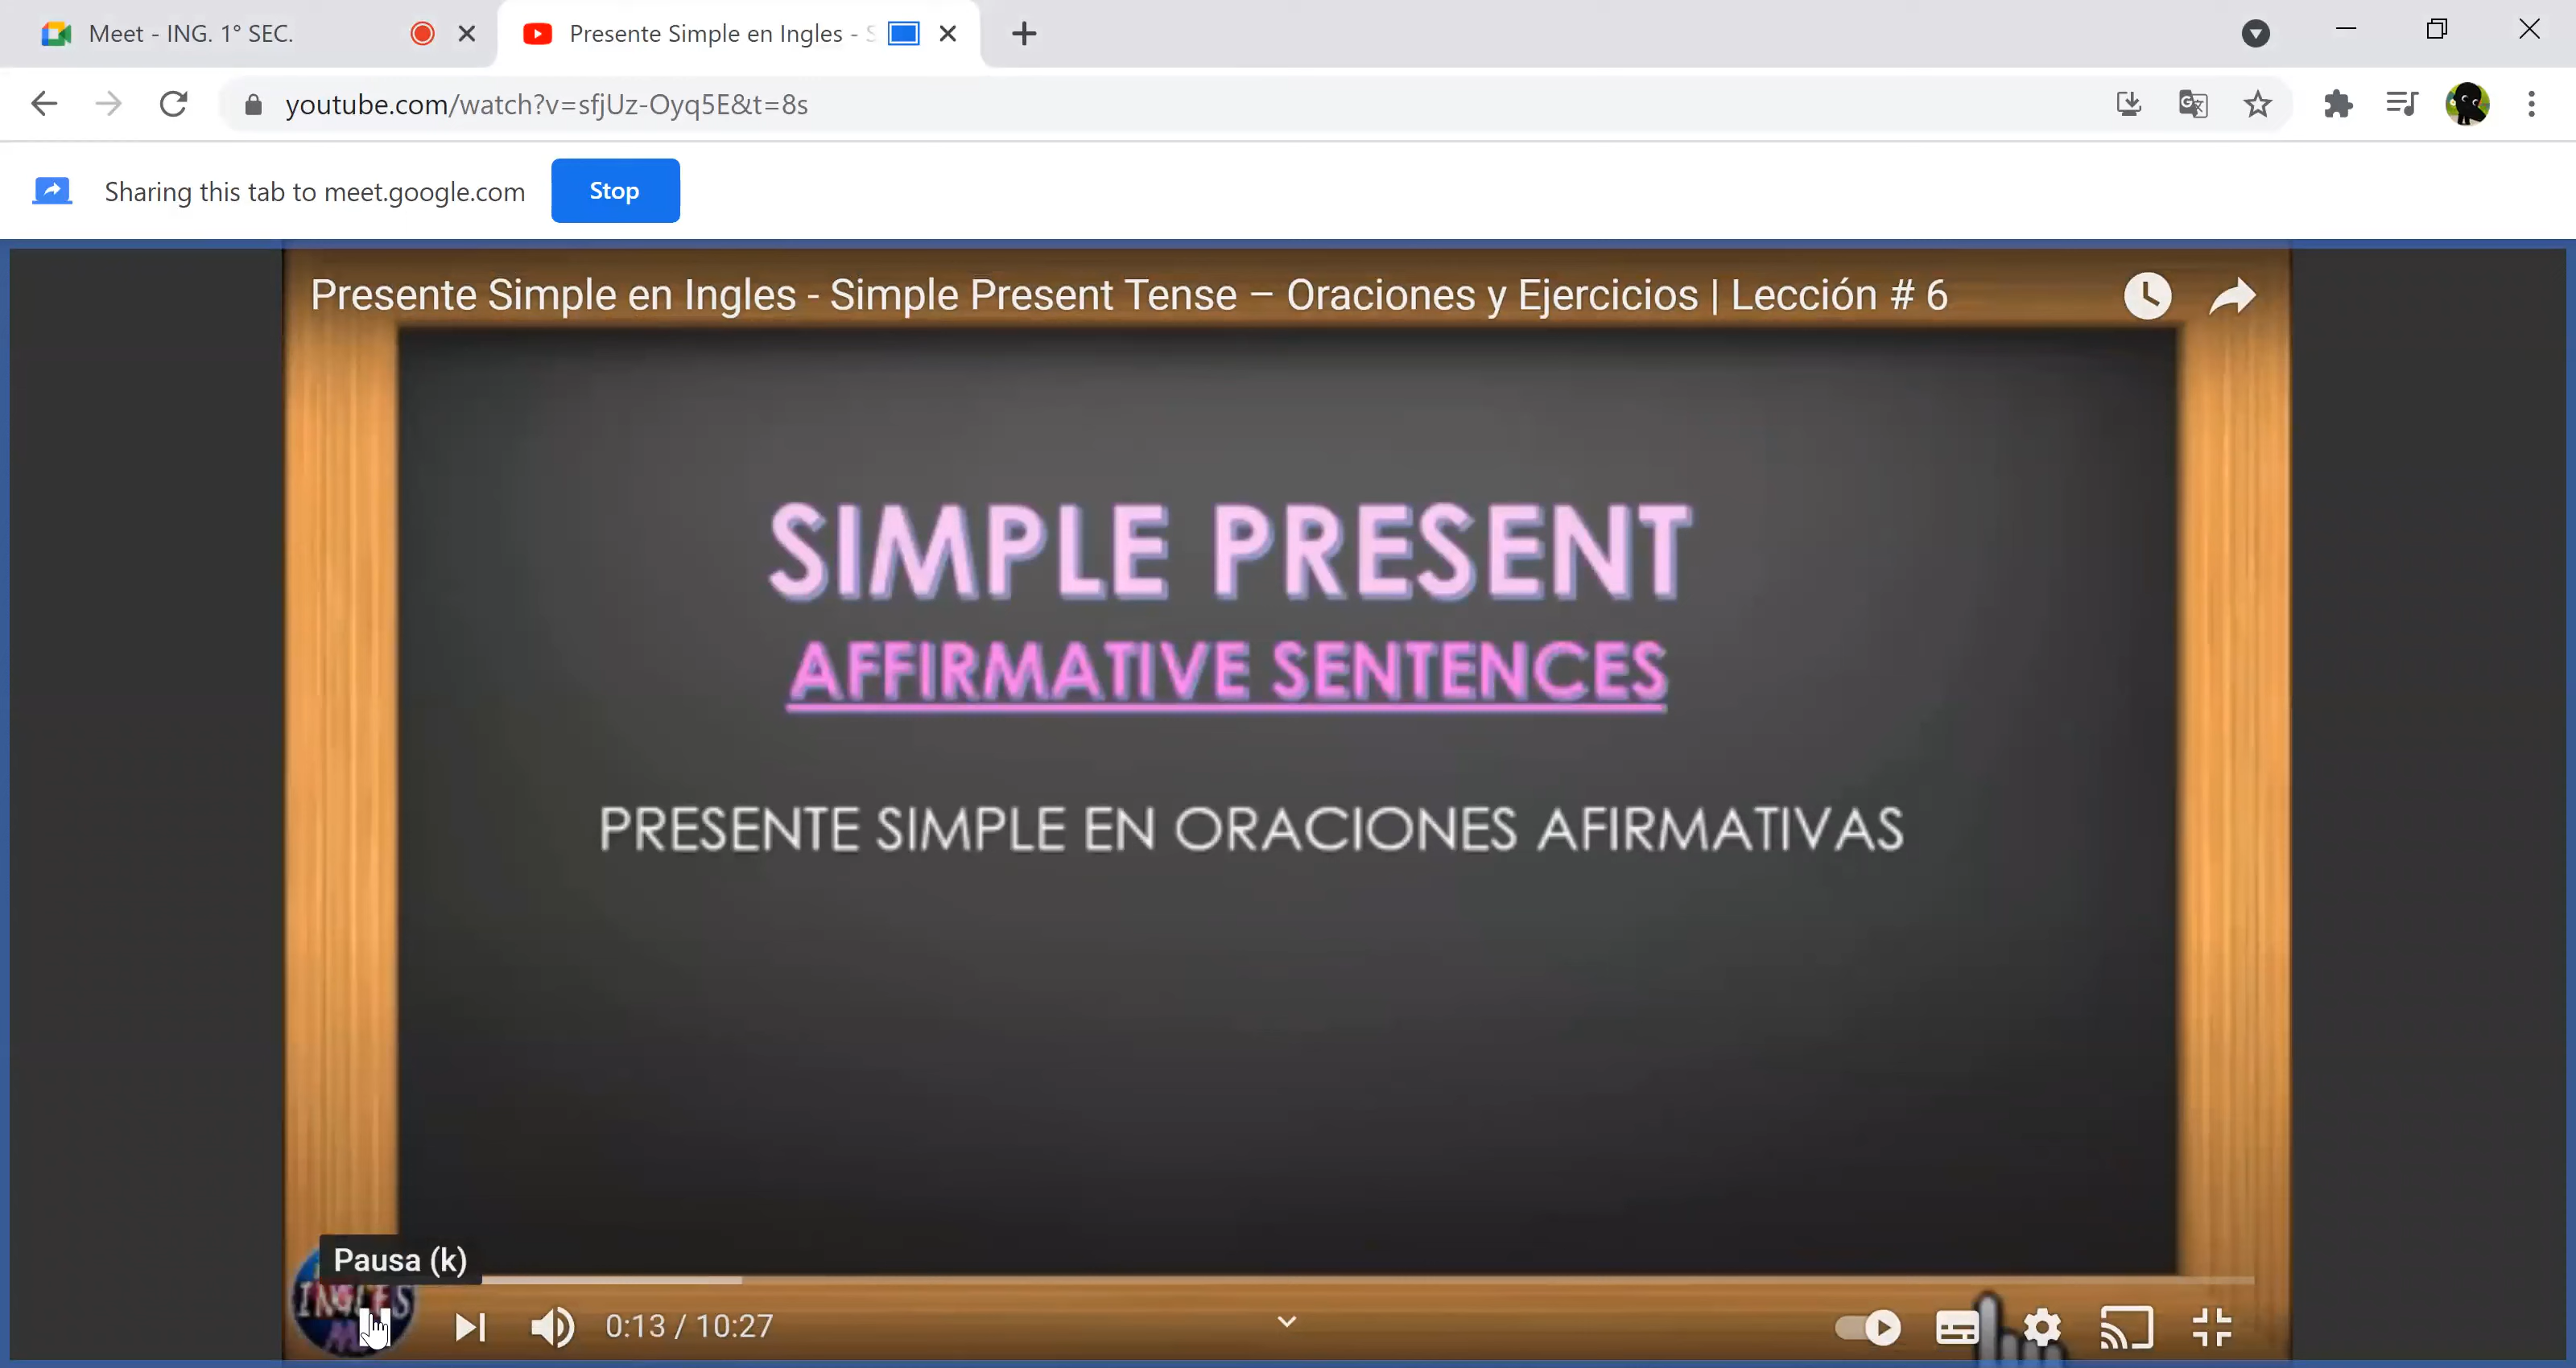 Meet - ING. 1° SEC.
Presente Simple en Ingles -
youtube.com/watch?v=sfjUz-Oyq5E&t=8s
Sharing this tab to meet.google.com
Stop
Presente Simple en Ingles - Simple Present Tense – Oraciones y Ejercicios | Lección # 6
SIMPLE PRESENT
AFFIRMATIVE SENTENCES
PRESENTE SIMPLE EN ORACIONES AFIRMATIVAS
Pausa (k)
INGLES
0:13 / 10:27